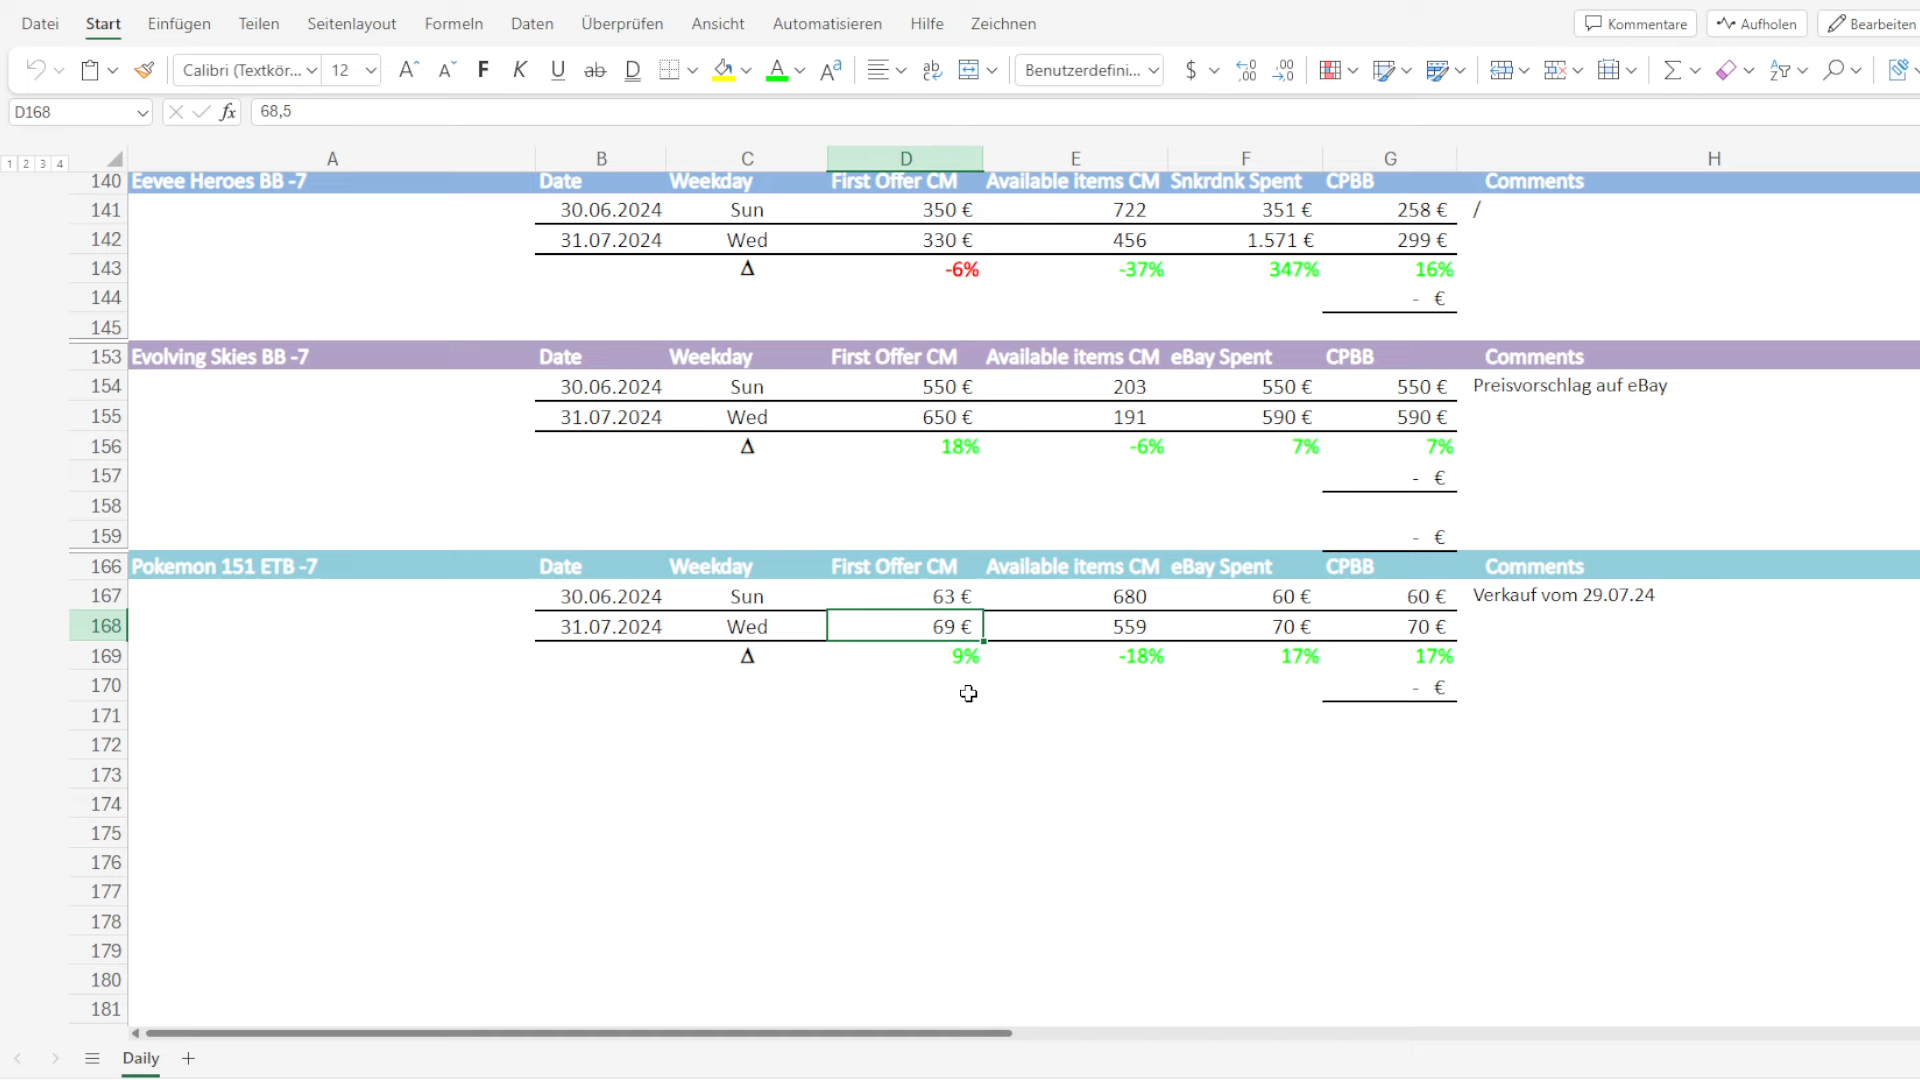 Datei Start Einfügen Teilen Seitenlayout Formeln Daten Überprüfen Ansicht Automatisieren Hilfe Zeichnen Kommentare Aufholen Bearbeiten
Calibri (Textkör... 12 F K U ab D Benutzerdefini... $
D168 fx 68,5
1 2 3 4
A B C D E F G H
140 Eevee Heroes BB -7 Date Weekday First Offer CM Available items CM Snkrdnk Spent CPBB Comments
141 30.06.2024 Sun 350 € 722 351 € 258 € /
142 31.07.2024 Wed 330 € 456 1.571 € 299 €
143 Δ -6% -37% 347% 16%
144 - €
145
153 Evolving Skies BB -7 Date Weekday First Offer CM Available items CM eBay Spent CPBB Comments
154 30.06.2024 Sun 550 € 203 550 € 550 € Preisvorschlag auf eBay
155 31.07.2024 Wed 650 € 191 590 € 590 €
156 Δ 18% -6% 7% 7%
157 - €
158
159 - €
166 Pokemon 151 ETB -7 Date Weekday First Offer CM Available items CM eBay Spent CPBB Comments
167 30.06.2024 Sun 63 € 680 60 € 60 € Verkauf vom 29.07.24
168 31.07.2024 Wed 69 € 559 70 € 70 €
169 Δ 9% -18% 17% 17%
170 - €
171
172
173
174
175
176
177
178
179
180
181
Daily +